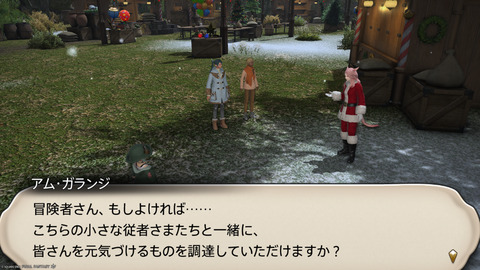 アム・ガランジ
冒険者さん、もしよければ……
こちらの小さな従者さまたちと一緒に、
皆さんを元気づけるものを調達していただけますか？